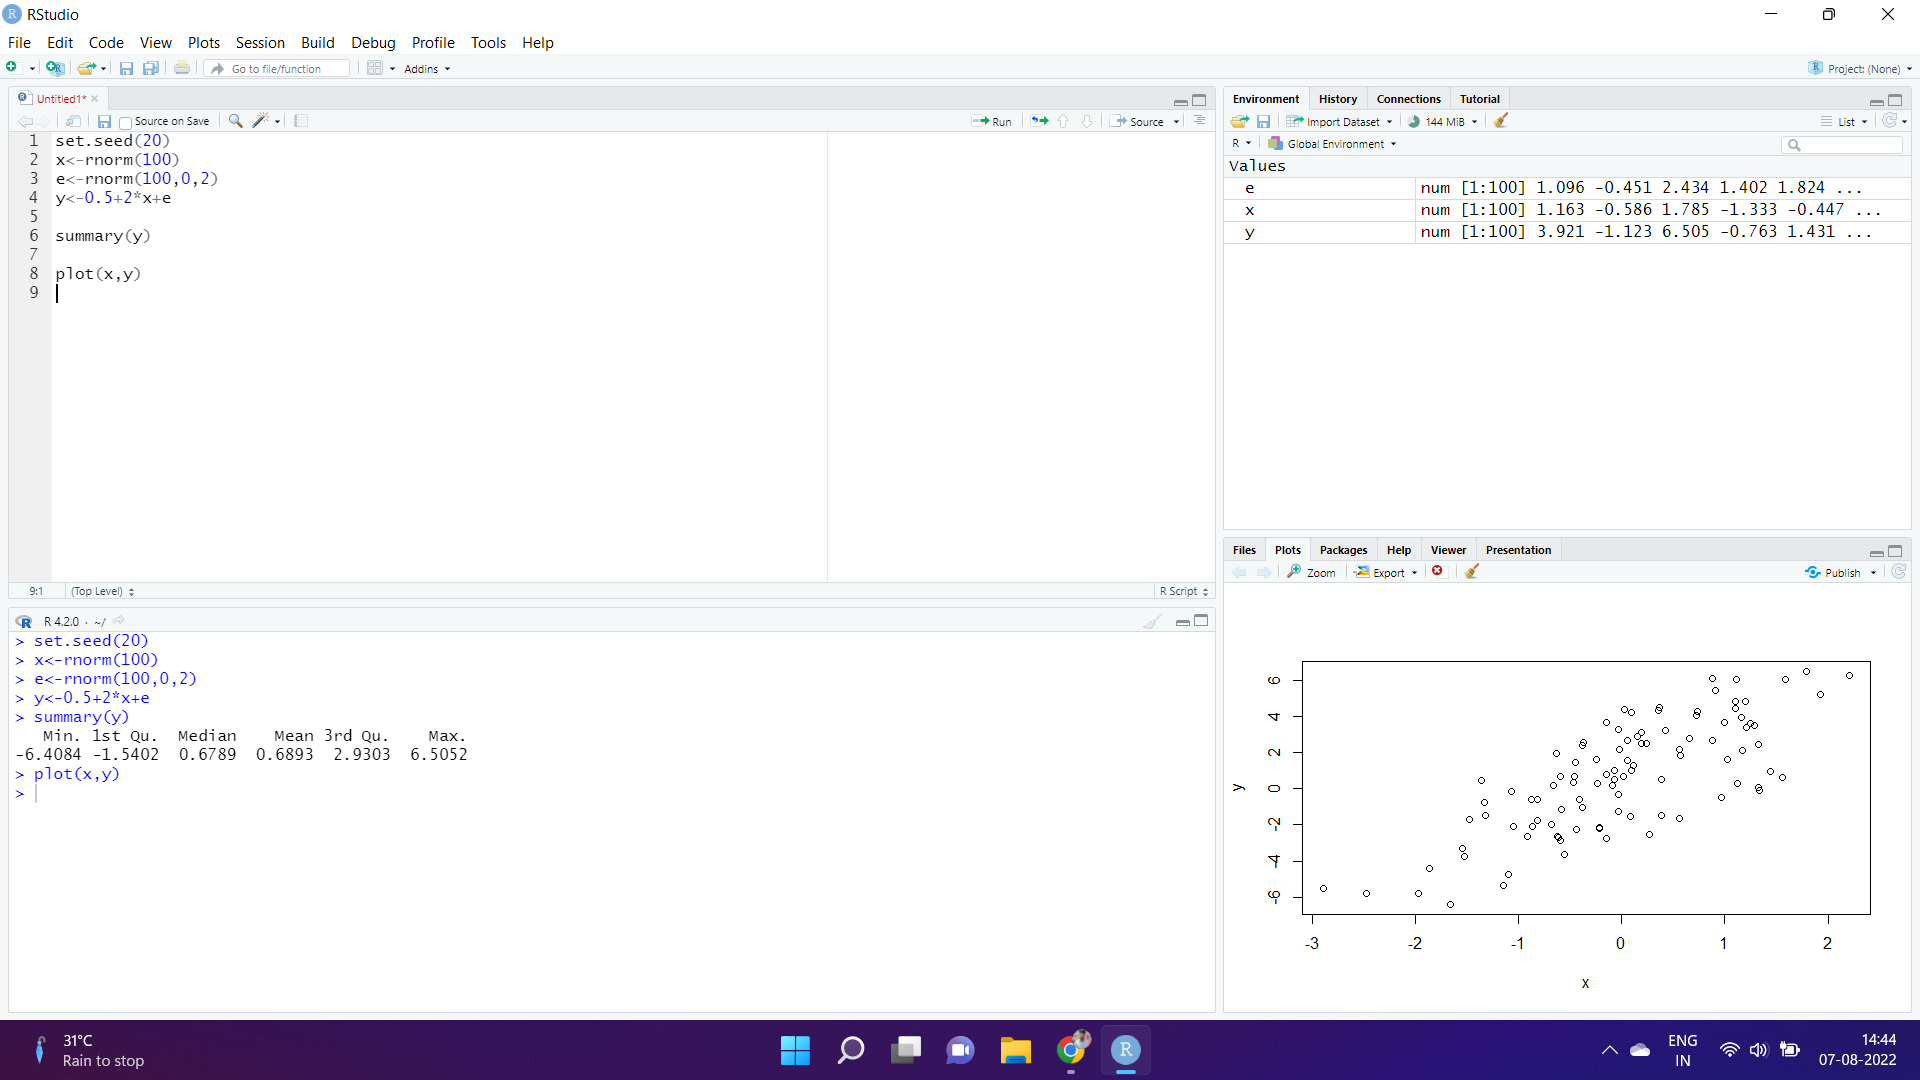 RStudio
File Edit Code View Plots Session Build Debug Profile Tools Help
Go to file/function Addins Project: (None)
Untitled1*
Source on Save Run Source
1 set.seed(20)
2 x<-rnorm(100)
3 e<-rnorm(100,0,2)
4 y<-0.5+2*x+e
5
6 summary(y)
7
8 plot(x,y)
9
9:1 (Top Level) R Script
R 4.2.0 · ~/
> set.seed(20)
> x<-rnorm(100)
> e<-rnorm(100,0,2)
> y<-0.5+2*x+e
> summary(y)
Min. 1st Qu. Median Mean 3rd Qu. Max.
-6.4084 -1.5402 0.6789 0.6893 2.9303 6.5052
> plot(x,y)
>
Environment History Connections Tutorial
Import Dataset 144 MiB List
R Global Environment
Values
e num [1:100] 1.096 -0.451 2.434 1.402 1.824 ...
x num [1:100] 1.163 -0.586 1.785 -1.333 -0.447 ...
y num [1:100] 3.921 -1.123 6.505 -0.763 1.431 ...
Files Plots Packages Help Viewer Presentation
Zoom Export Publish
6
4
2
y
0
-2
-4
-6
-3 -2 -1 0 1 2
x
31°C
Rain to stop
ENG
IN
14:44
07-08-2022